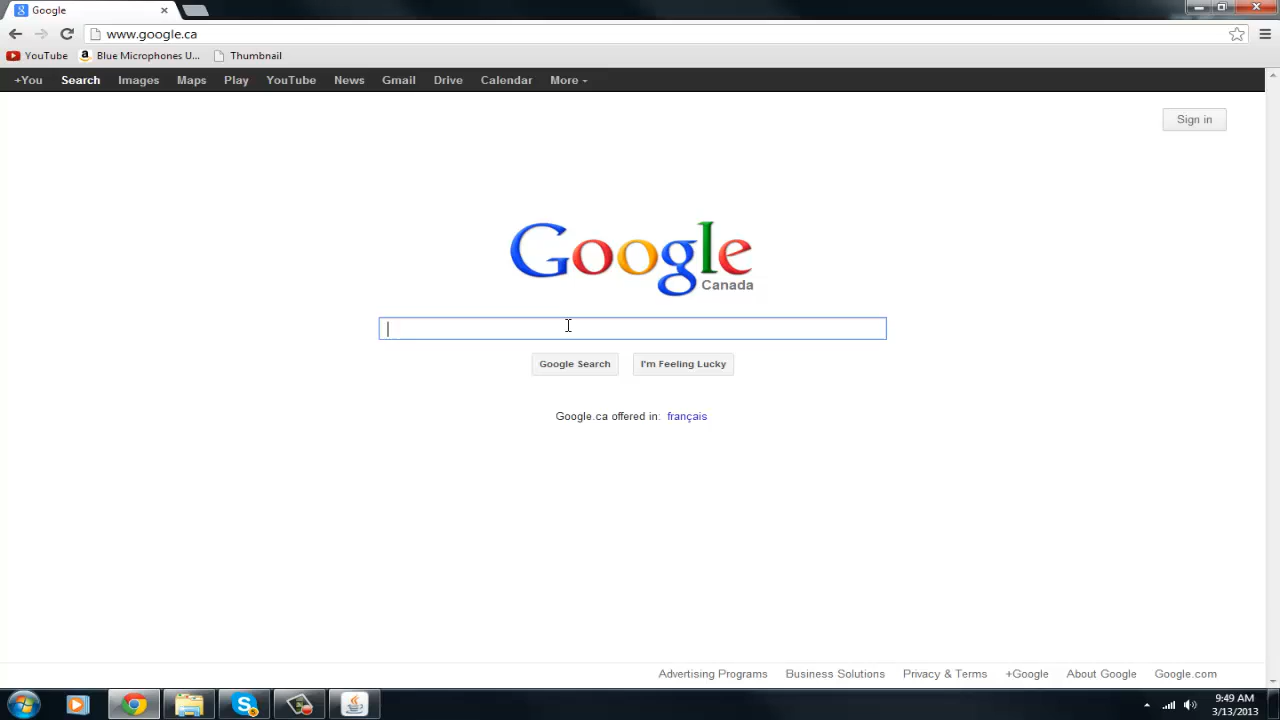 Google
www.google.ca
YouTube
Blue Microphones U...
Thumbnail
+You Search Images Maps Play YouTube News Gmail Drive Calendar More
Sign in
Google
Canada
Google Search I'm Feeling Lucky
Google.ca offered in: français
Advertising Programs Business Solutions Privacy & Terms +Google About Google Google.com
9:49 AM
3/13/2013